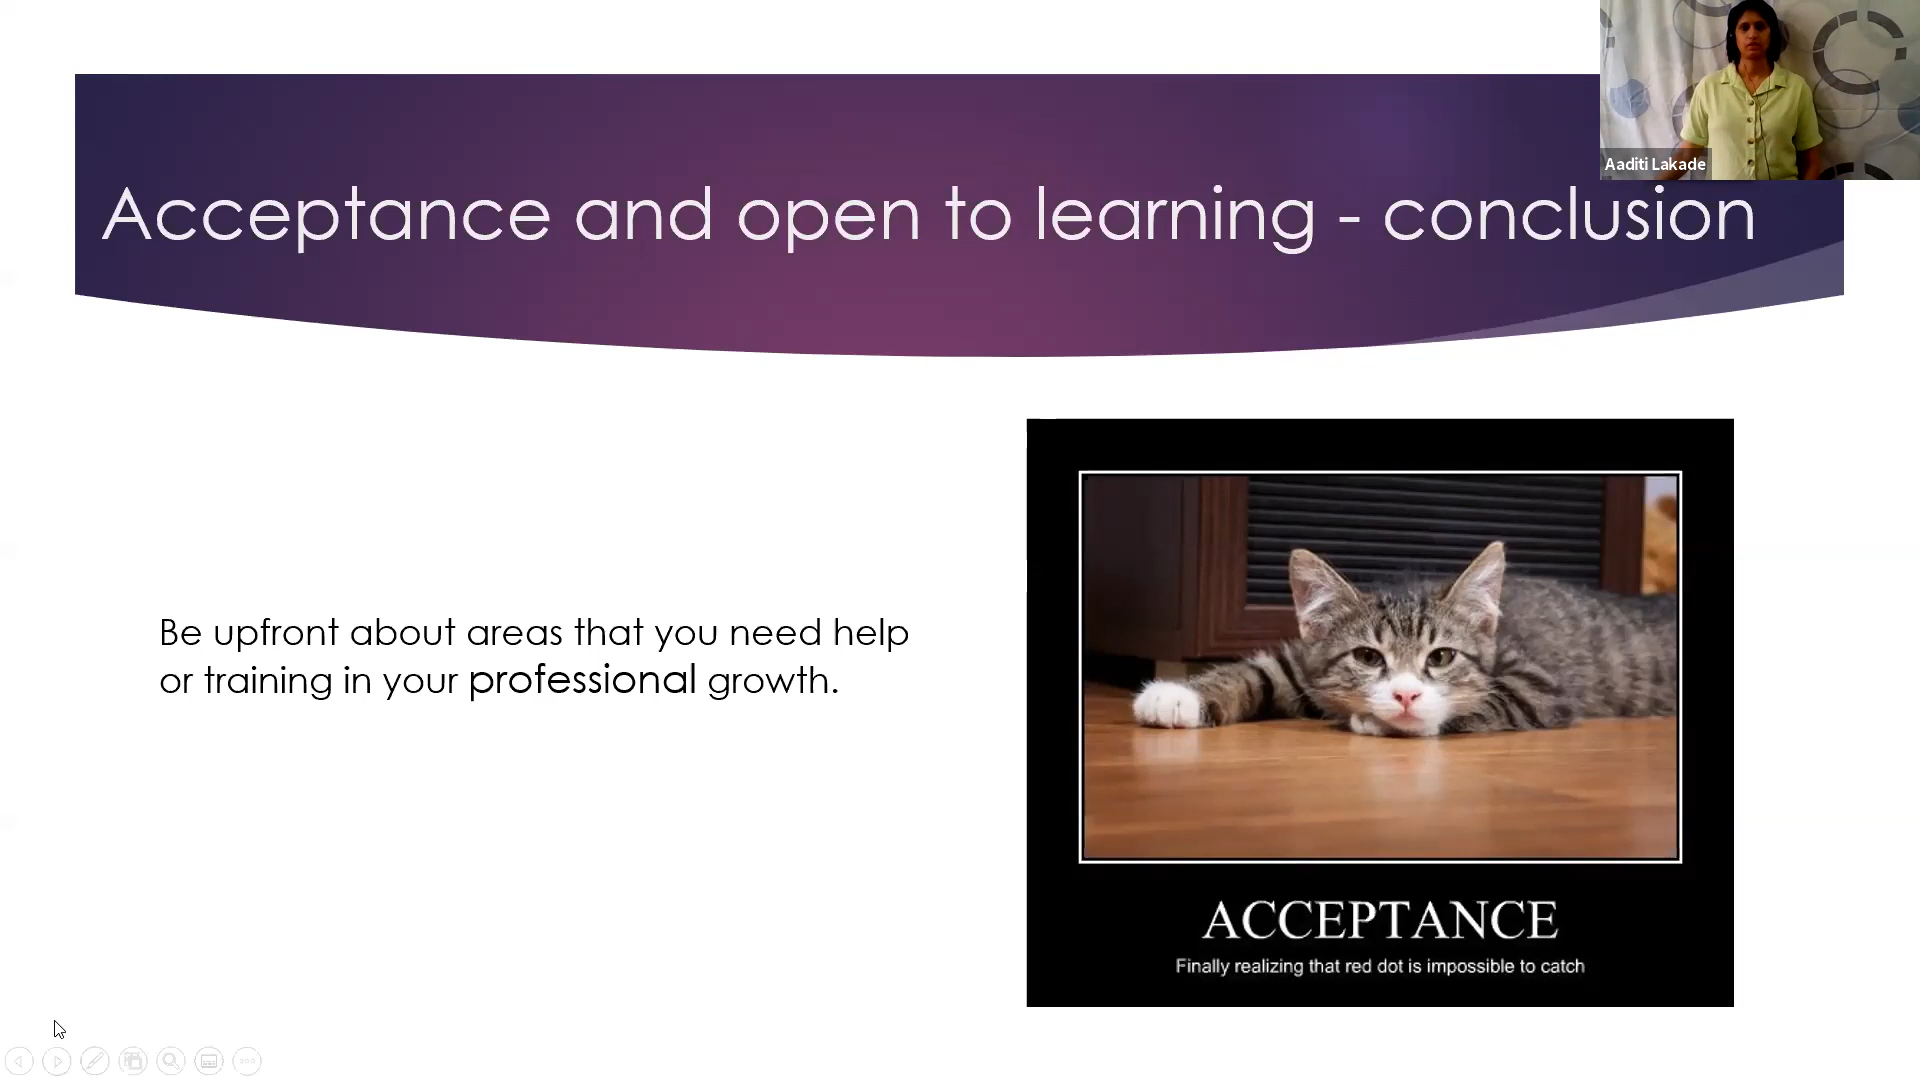 Aaditi Lakade
Acceptance and open to learning - conclusion
Be upfront about areas that you need help
or training in your professional growth.
ACCEPTANCE
Finally realizing that red dot is impossible to catch